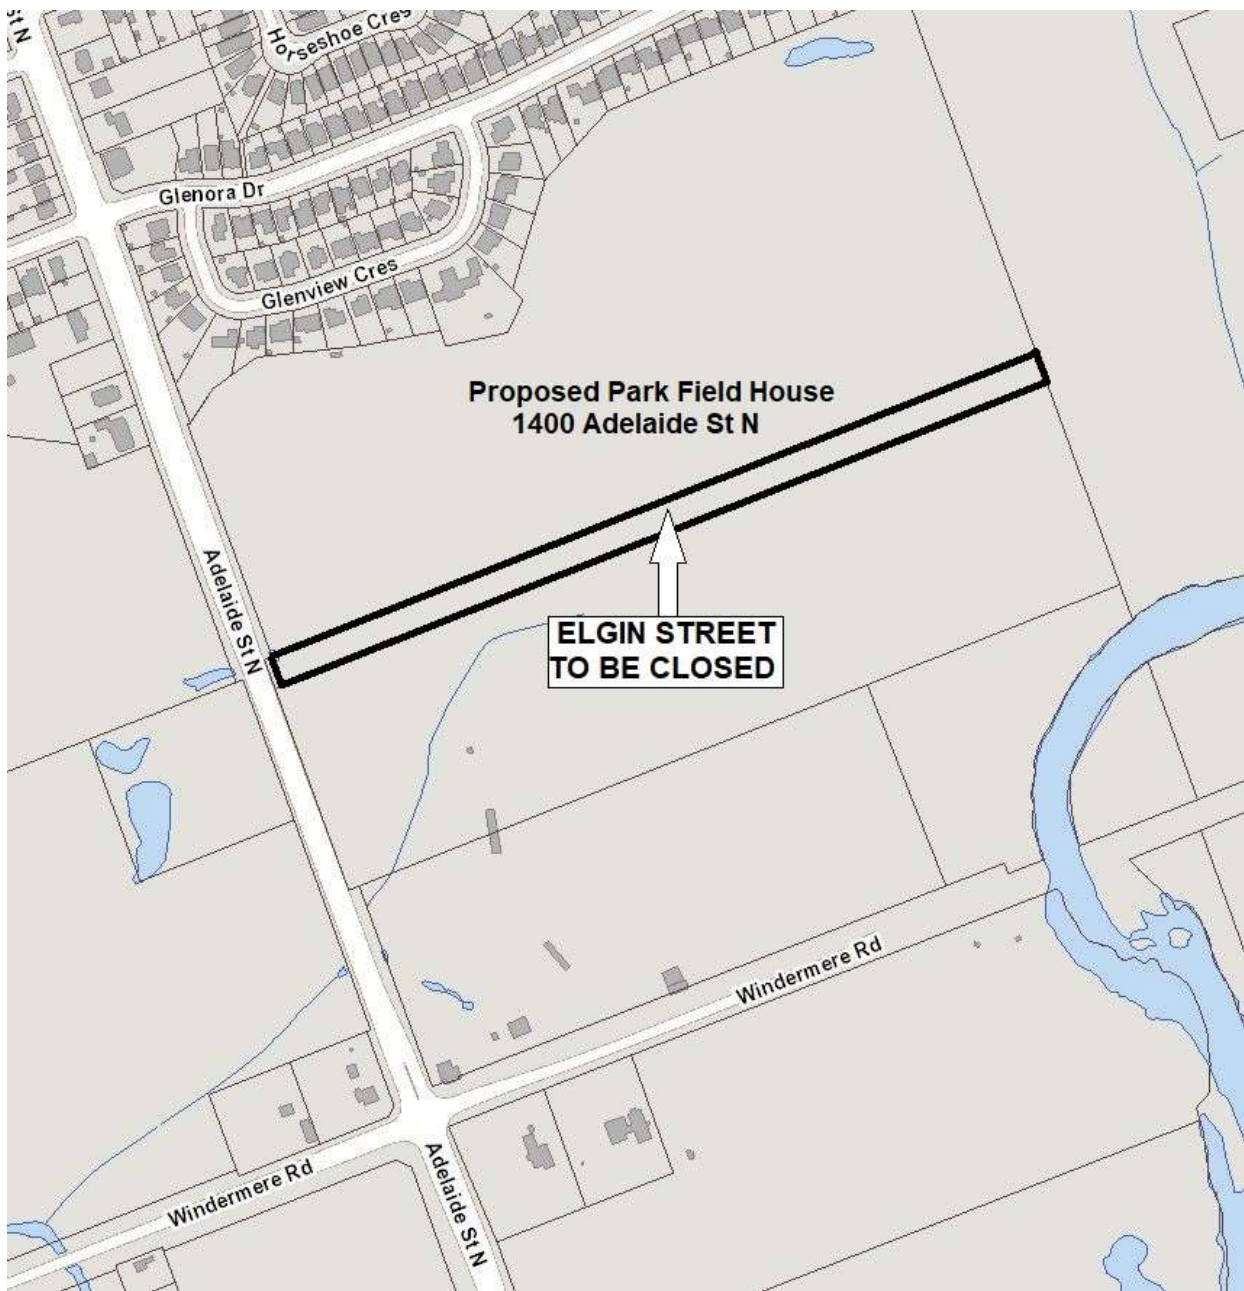 St N
Horseshoe Cres
Glenora Dr
Glenview Cres
Proposed Park Field House
1400 Adelaide St N
Adelaide St N
ELGIN STREET
TO BE CLOSED
Windermere Rd
Windermere Rd
Adelaide St N